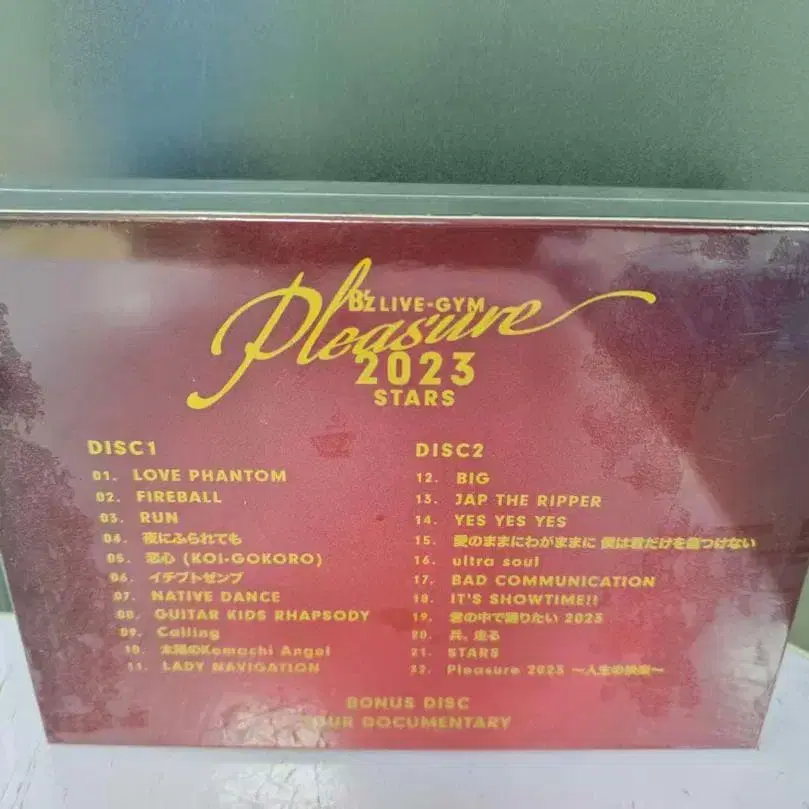 B'z LIVE-GYM
Pleasure
2023
STARS
DISC1
01. LOVE PHANTOM
02. FIREBALL
03. RUN
04. 夜にふられても
05. 恋心 (KOI-GOKORO)
06. イチブトゼンブ
07. NATIVE DANCE
08. GUITAR KIDS RHAPSODY
09. Calling
10. 太陽のKomachi Angel
11. LADY NAVIGATION
DISC2
12. BIG
13. JAP THE RIPPER
14. YES YES YES
15. 愛のままにわがままに 僕は君だけを傷つけない
16. ultra soul
17. BAD COMMUNICATION
18. IT'S SHOWTIME!!
19. 君の中で踊りたい 2023
20. 兵、走る
21. STARS
22. Pleasure 2023 ～人生の快楽～
BONUS DISC
TOUR DOCUMENTARY